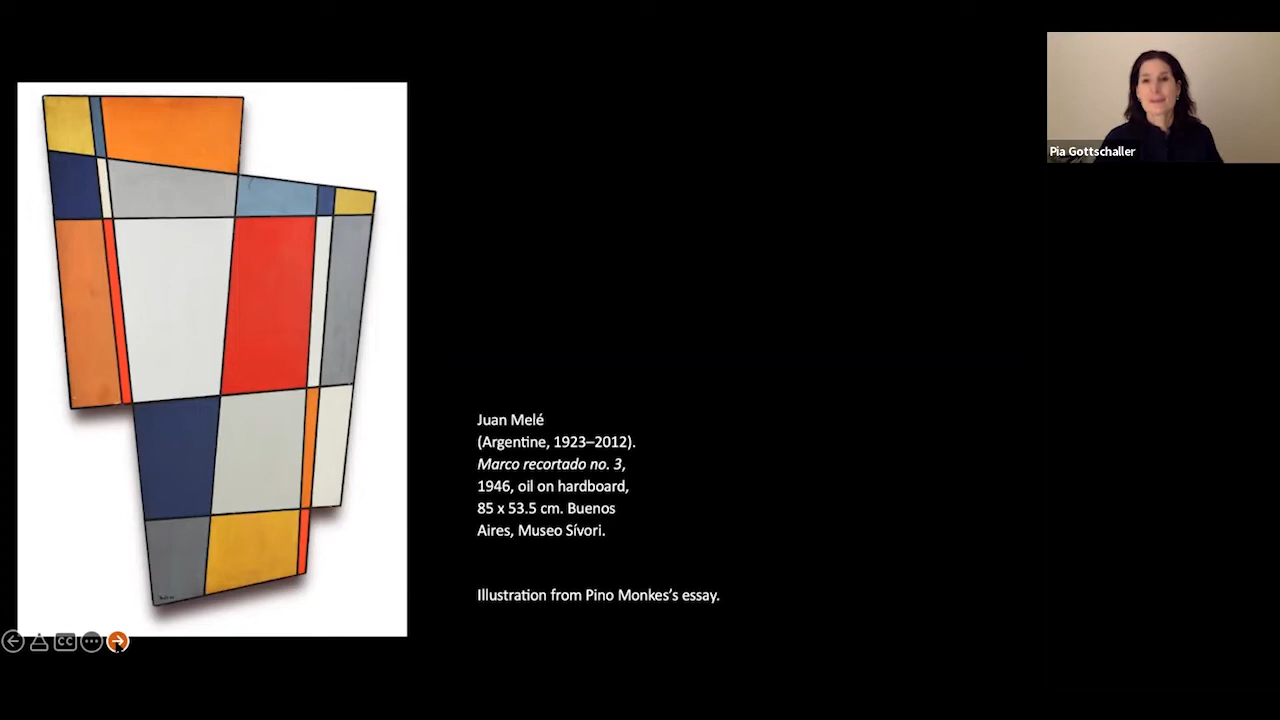 Pia Gottschaller
Juan Melé
(Argentine, 1923–2012).
Marco recortado no. 3,
1946, oil on hardboard,
85 x 53.5 cm. Buenos
Aires, Museo Sívori.
Illustration from Pino Monkes’s essay.
CC